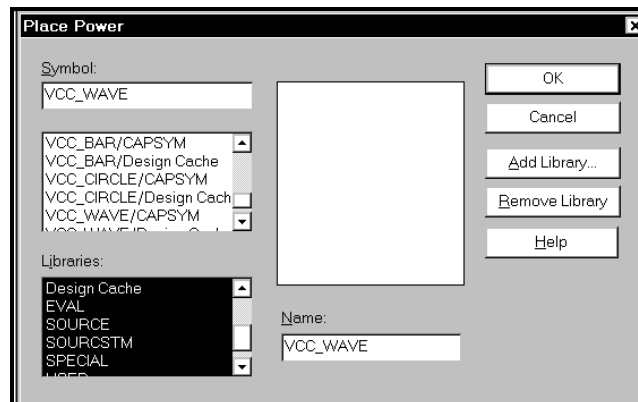 Place Power
Symbol:
VCC_WAVE
VCC_BAR/CAPSYM
VCC_BAR/Design Cache
VCC_CIRCLE/CAPSYM
VCC_CIRCLE/Design Cach
VCC_WAVE/CAPSYM
Libraries:
Design Cache
EVAL
SOURCE
SOURCSTM
SPECIAL
Name:
VCC_WAVE
OK
Cancel
Add Library...
Remove Library
Help